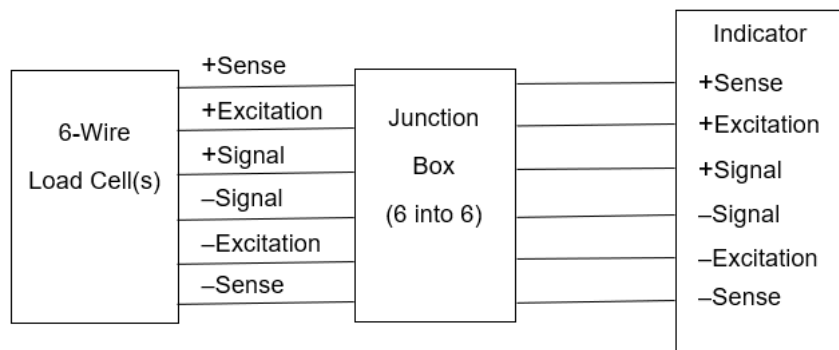 Indicator
+Sense
+Sense
+Excitation
+Excitation
6-Wire
Junction
+Signal
+Signal
Load Cell(s)
Box
–Signal
(6 into 6)
–Signal
–Excitation
–Excitation
–Sense
–Sense